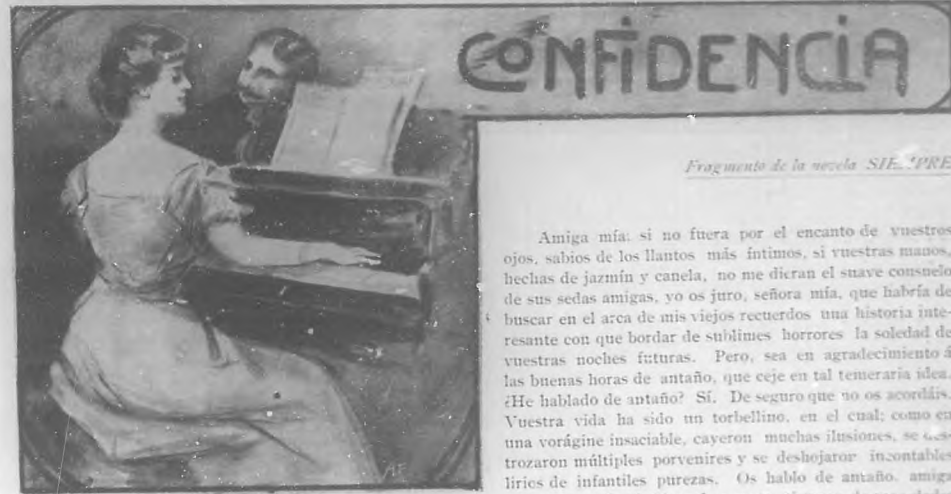 CONFIDENCIA
Fragmento de la novela SIEMPRE
Amiga mía: si no fuera por el encanto de vuestros
ojos, sabios de los llantos más íntimos, si vuestras manos,
hechas de jazmín y canela, no me dieran el suave consuelo
de sus sedas amigas, yo os juro, señora mía, que habría de
buscar en el arca de mis viejos recuerdos una historia inte-
resante con que bordar de sublimes horrores la soledad de
vuestras noches futuras. Pero, sea en agradecimiento á
las buenas horas de antaño, que ceje en tal temeraria idea.
¿He hablado de antaño? Sí. De seguro que no os acordáis.
Vuestra vida ha sido un torbellino, en el cual; como en
una vorágine insaciable, cayeron muchas ilusiones, se des-
trozaron múltiples porvenires y se deshojaron incontables
lirios de infantiles purezas. Os hablo de antaño, amiga